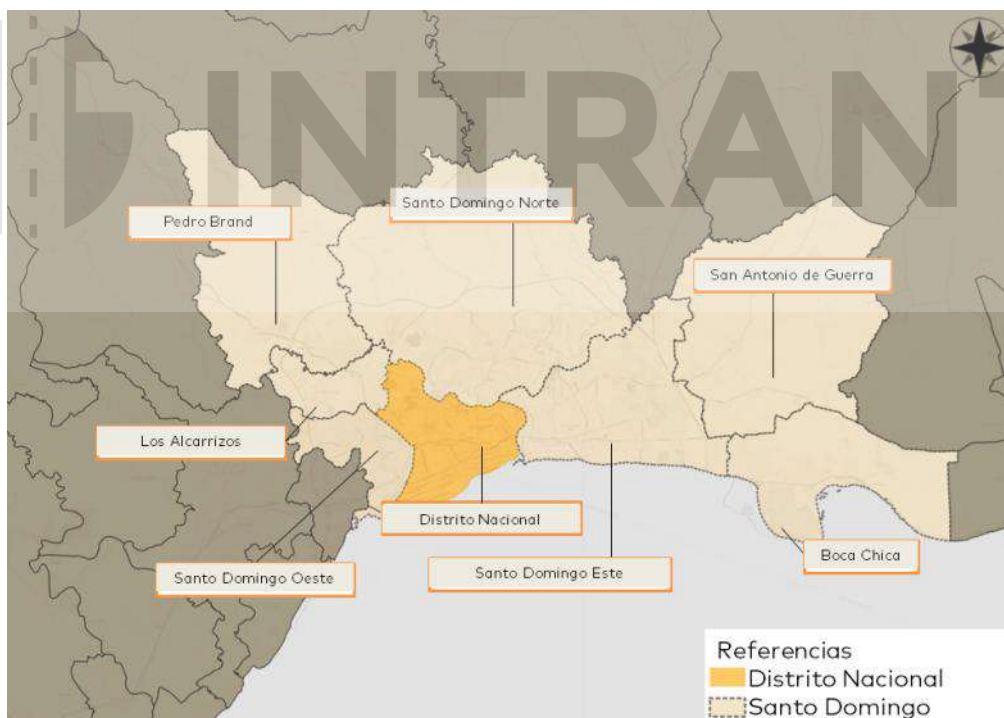 INTRANT
Santo Domingo Norte
Pedro Brand
San Antonio de Guerra
Los Alcarrizos
Distrito Nacional
Boca Chica
Santo Domingo Oeste
Santo Domingo Este
Referencias
Distrito Nacional
Santo Domingo